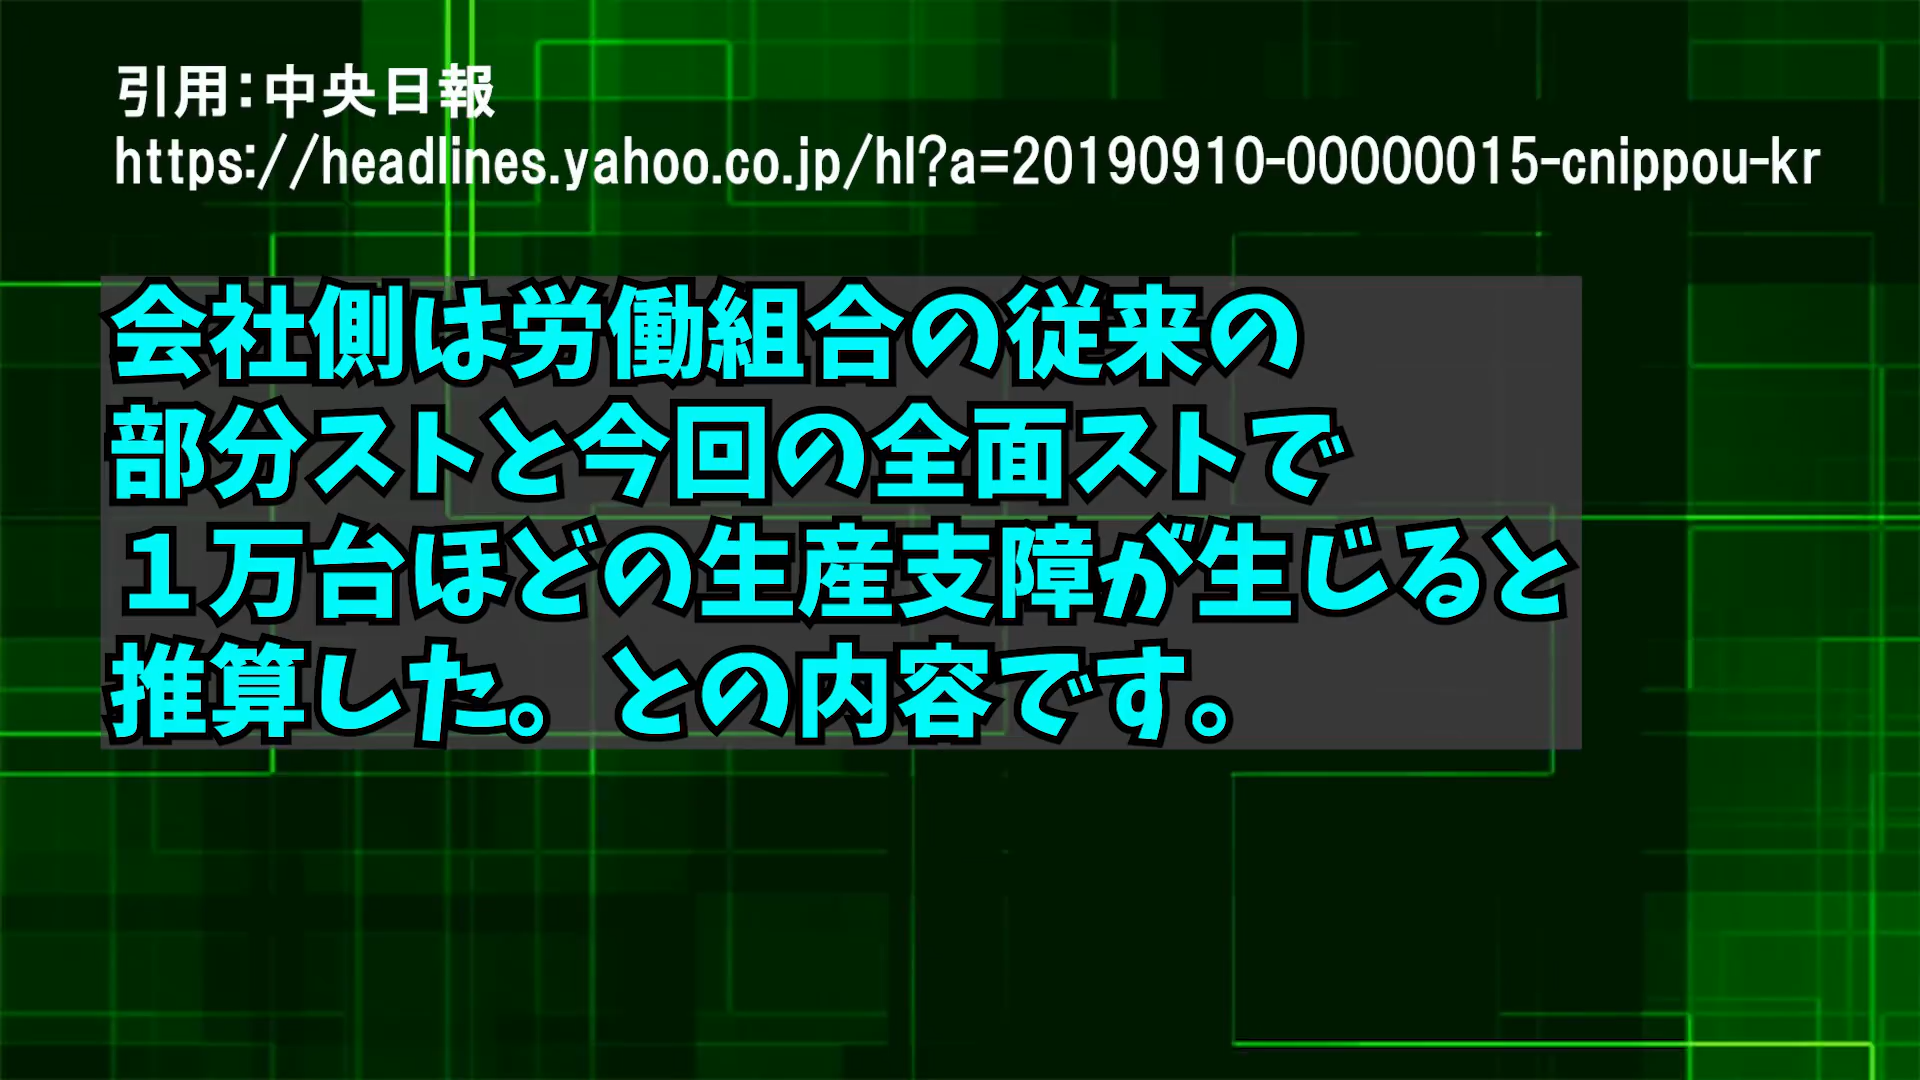 引用：中央日報
https://headlines.yahoo.co.jp/hl?a=20190910-00000015-cnippou-kr
会社側は労働組合の従来の
部分ストと今回の全面ストで
１万台ほどの生産支障が生じると
推算した。との内容です。